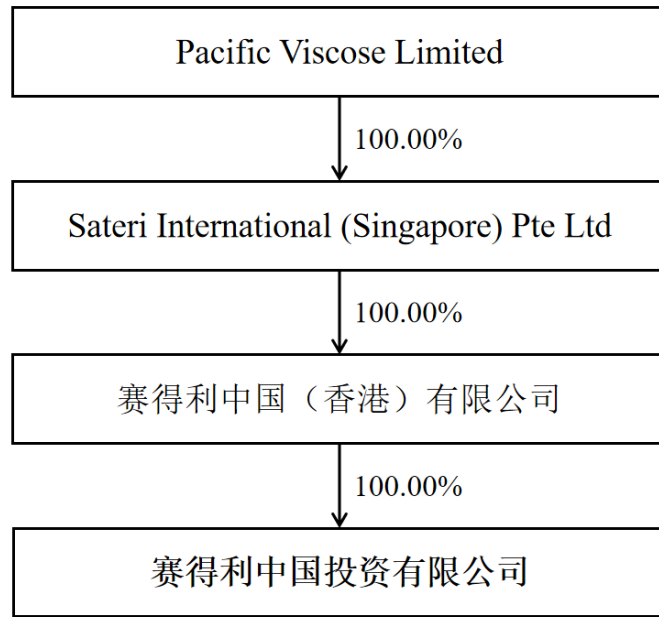 Pacific Viscose Limited
100.00%
Sateri International (Singapore) Pte Ltd
100.00%
赛得利中国（香港）有限公司
100.00%
赛得利中国投资有限公司